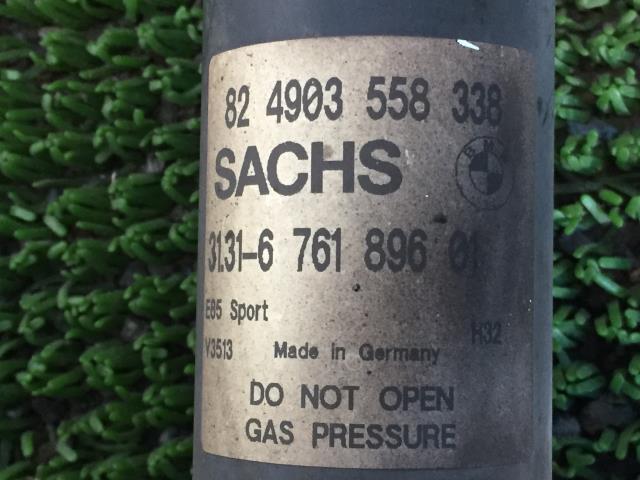 82 4903 558 338
SACHS
BMW
31.31-6 761 896 01
E85 Sport
H32
V3513 Made in Germany
DO NOT OPEN
GAS PRESSURE